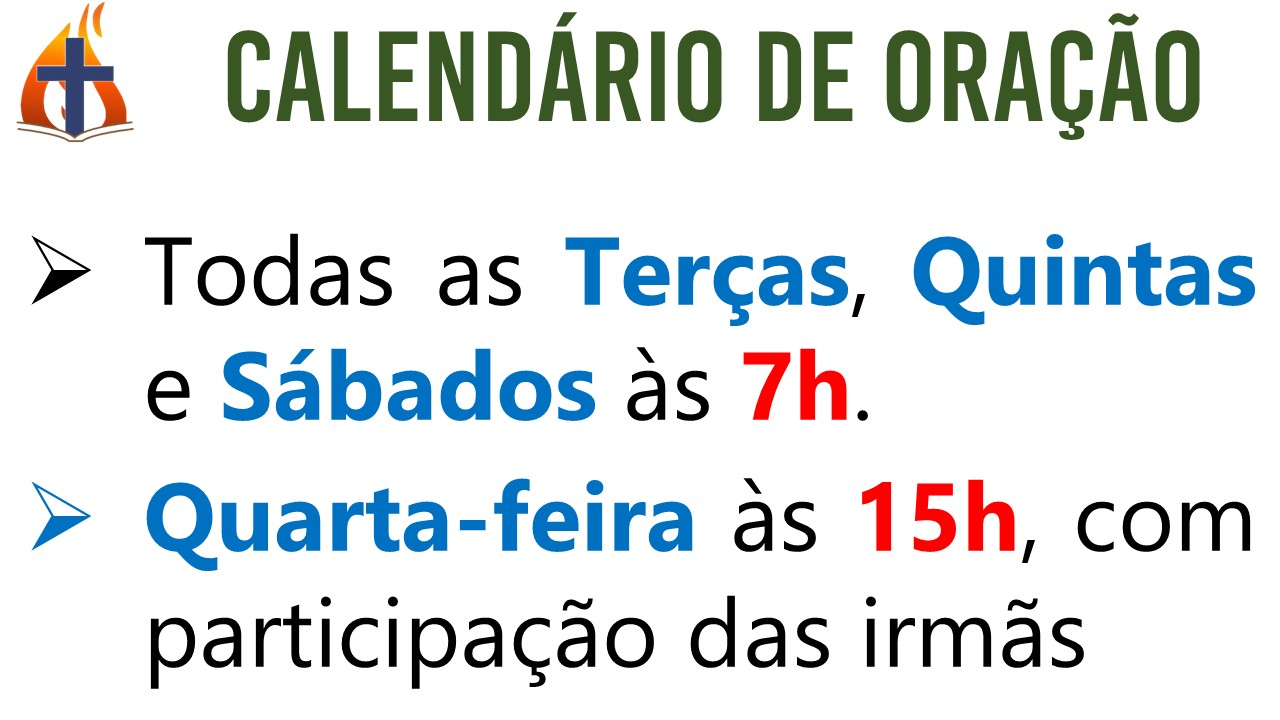 CALENDÁRIO DE ORAÇÃO
Todas as Terças, Quintas
e Sábados às 7h.
Quarta-feira às 15h, com
participação das irmãs